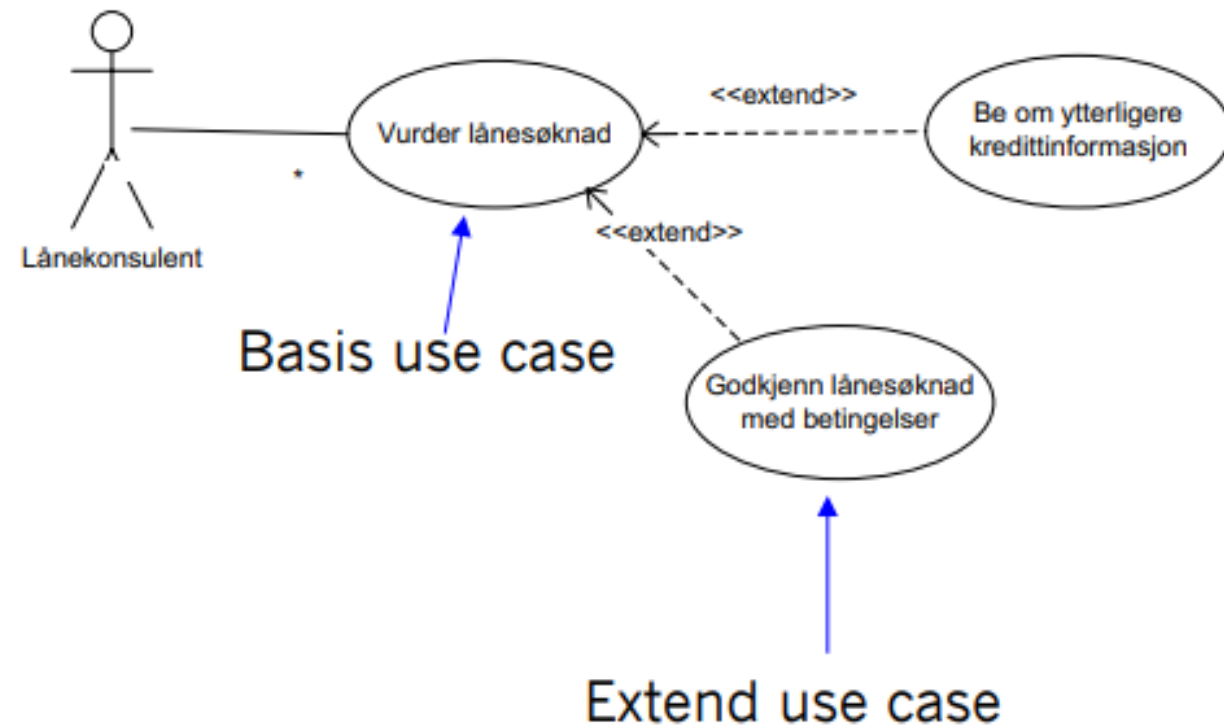 <<extend>>
Be om ytterligere
kredittinformasjon
Vurder lånesøknad
*
<<extend>>
Lånekonsulent
Basis use case
Godkjenn lånesøknad
med betingelser
Extend use case